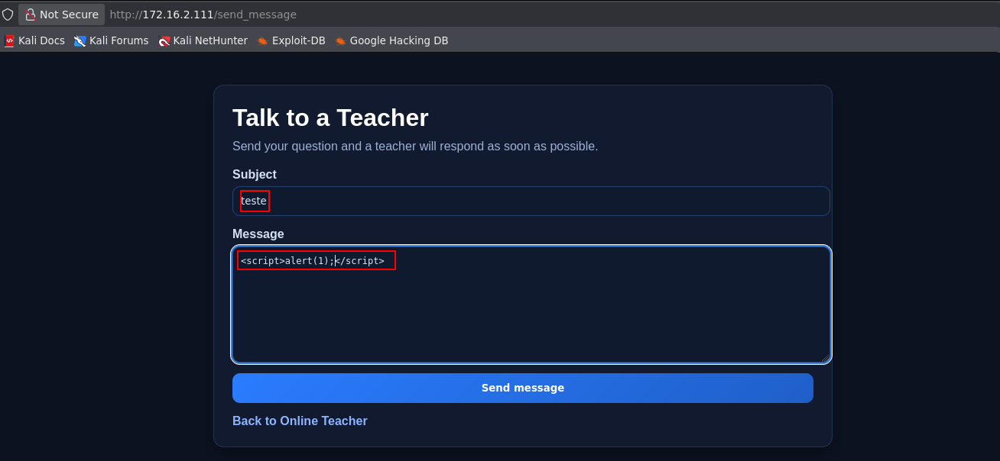 Not Secure http://172.16.2.111/send_message
Kali Docs Kali Forums Kali NetHunter Exploit-DB Google Hacking DB
Talk to a Teacher
Send your question and a teacher will respond as soon as possible.
Subject
teste
Message
<script>alert(1);</script>
Send message
Back to Online Teacher